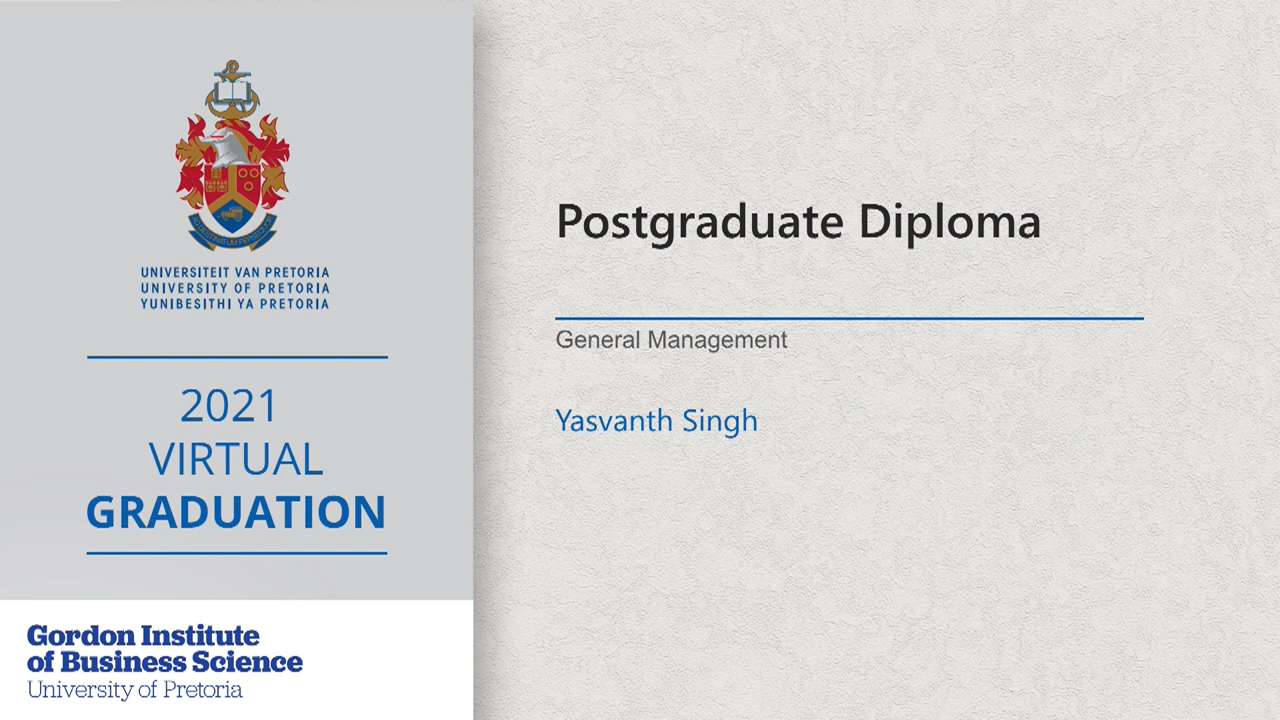 UNIVERSITEIT VAN PRETORIA
UNIVERSITY OF PRETORIA
YUNIBESITHI YA PRETORIA
2021
VIRTUAL
GRADUATION
Gordon Institute
of Business Science
University of Pretoria
Postgraduate Diploma
General Management
Yasvanth Singh